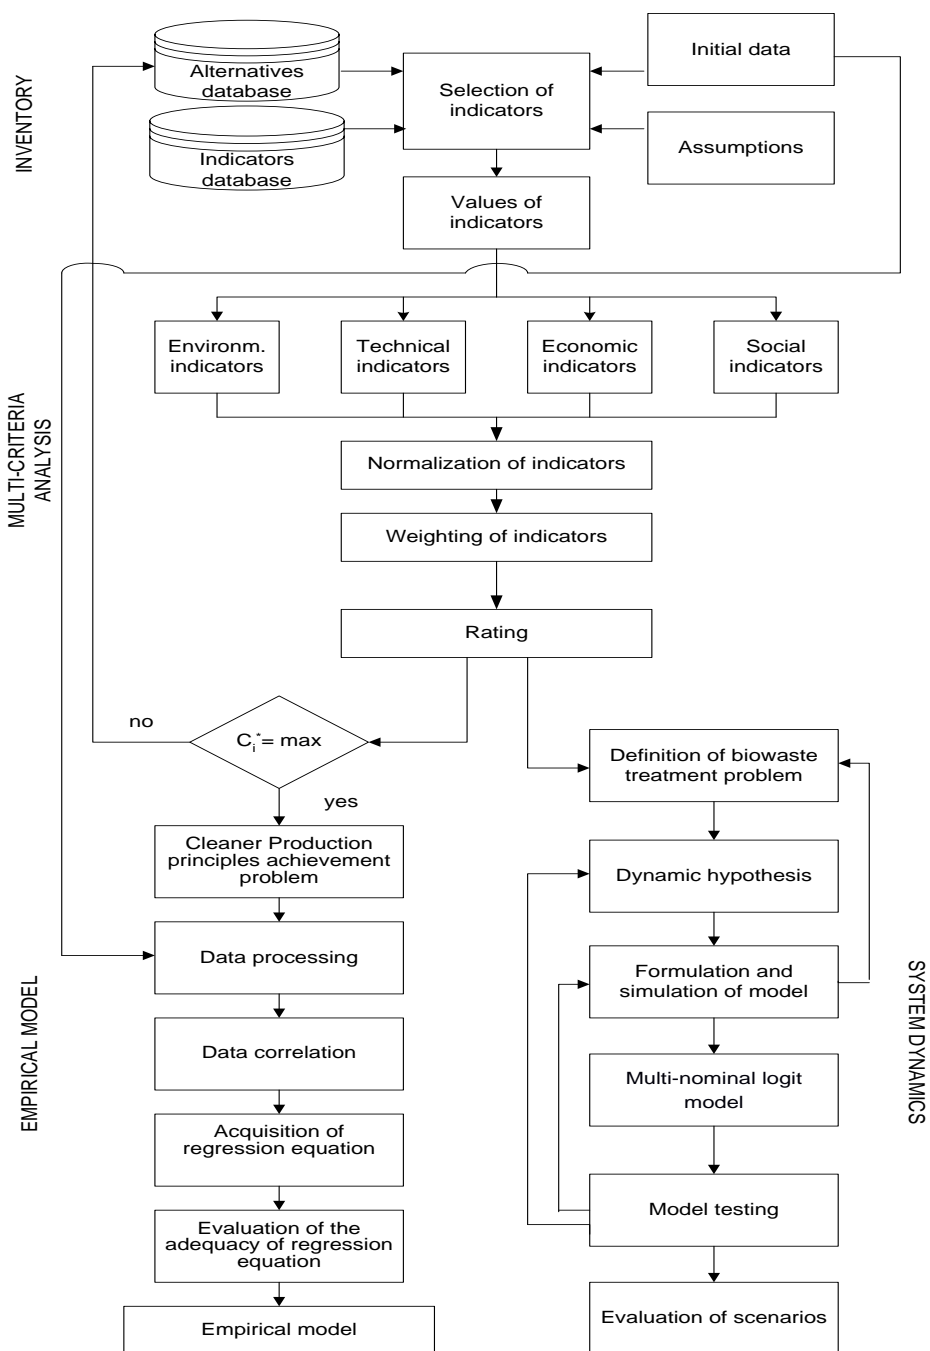 INVENTORY
Alternatives
database
Indicators
database
Selection of
indicators
Initial data
Assumptions
Values of
indicators
MULTI-CRITERIA
ANALYSIS
Environm.
indicators
Technical
indicators
Economic
indicators
Social
indicators
Normalization of indicators
Weighting of indicators
Rating
no
C_i^*= max
yes
EMPIRICAL MODEL
Cleaner Production
principles achievement
problem
Data processing
Data correlation
Acquisition of
regression equation
Evaluation of the
adequacy of regression
equation
Empirical model
Definition of biowaste
treatment problem
Dynamic hypothesis
Formulation and
simulation of model
Multi-nominal logit
model
Model testing
Evaluation of scenarios
SYSTEM DYNAMICS